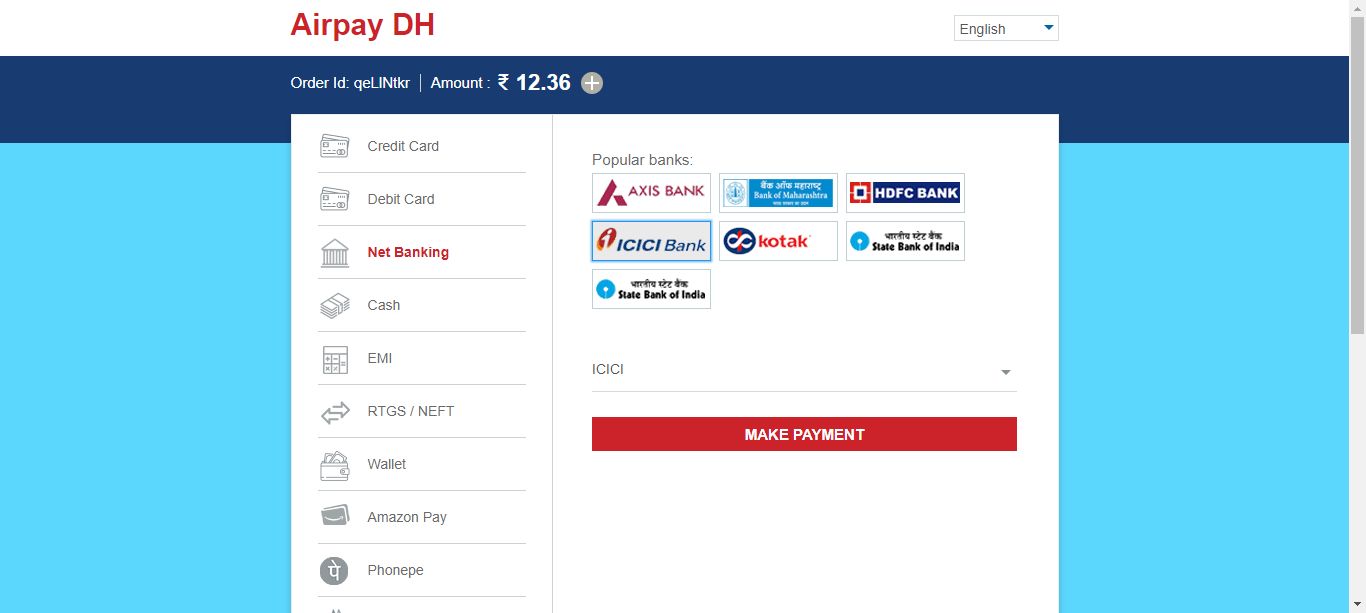 Airpay DH
English
Order Id: qeLlNtkr
Amount : ₹ 12.36
Credit Card
Debit Card
Net Banking
Cash
EMI
RTGS / NEFT
Wallet
Amazon Pay
Phonepe
Popular banks:
AXIS BANK
बैंक ऑफ महाराष्ट्र
Bank of Maharashtra
HDFC BANK
ICICI Bank
kotak
भारतीय स्टेट बैंक
State Bank of India
भारतीय स्टेट बैंक
State Bank of India
ICICI
MAKE PAYMENT